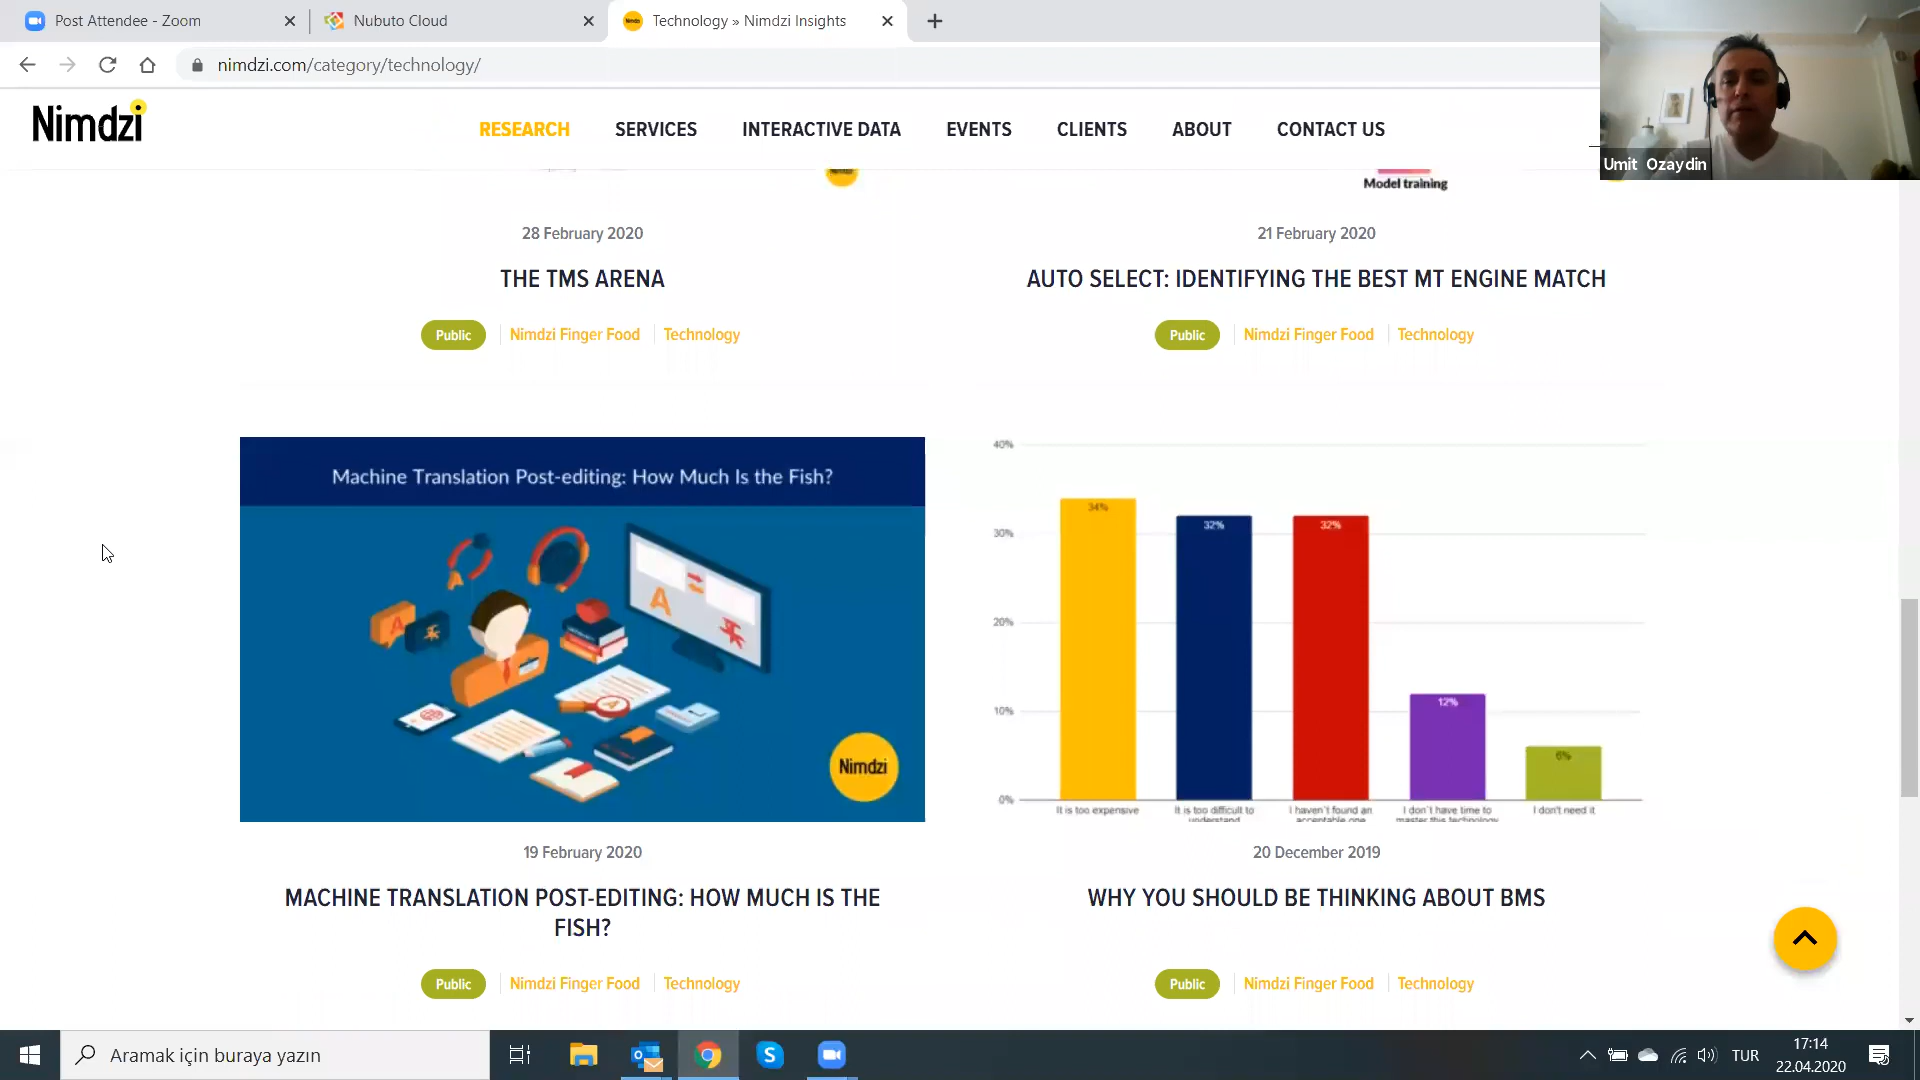 Post Attendee - Zoom
Nubuto Cloud
Technology » Nimdzi Insights
nimdzi.com/category/technology/
Umit Ozaydin
Nimdzi
RESEARCH
SERVICES
INTERACTIVE DATA
EVENTS
CLIENTS
ABOUT
CONTACT US
Model training
28 February 2020
THE TMS ARENA
Public
Nimdzi Finger Food
Technology
21 February 2020
AUTO SELECT: IDENTIFYING THE BEST MT ENGINE MATCH
Public
Nimdzi Finger Food
Technology
Machine Translation Post-editing: How Much Is the Fish?
Nimdzi
19 February 2020
MACHINE TRANSLATION POST-EDITING: HOW MUCH IS THE
FISH?
Public
Nimdzi Finger Food
Technology
40%
30%
20%
10%
0%
34%
32%
32%
12%
6%
It is too expensive
It is too difficult to
understand
I haven't found an
acceptable one
I don't have time to
master this technology
I don't need it
20 December 2019
WHY YOU SHOULD BE THINKING ABOUT BMS
Public
Nimdzi Finger Food
Technology
Aramak için buraya yazın
TUR
17:14
22.04.2020